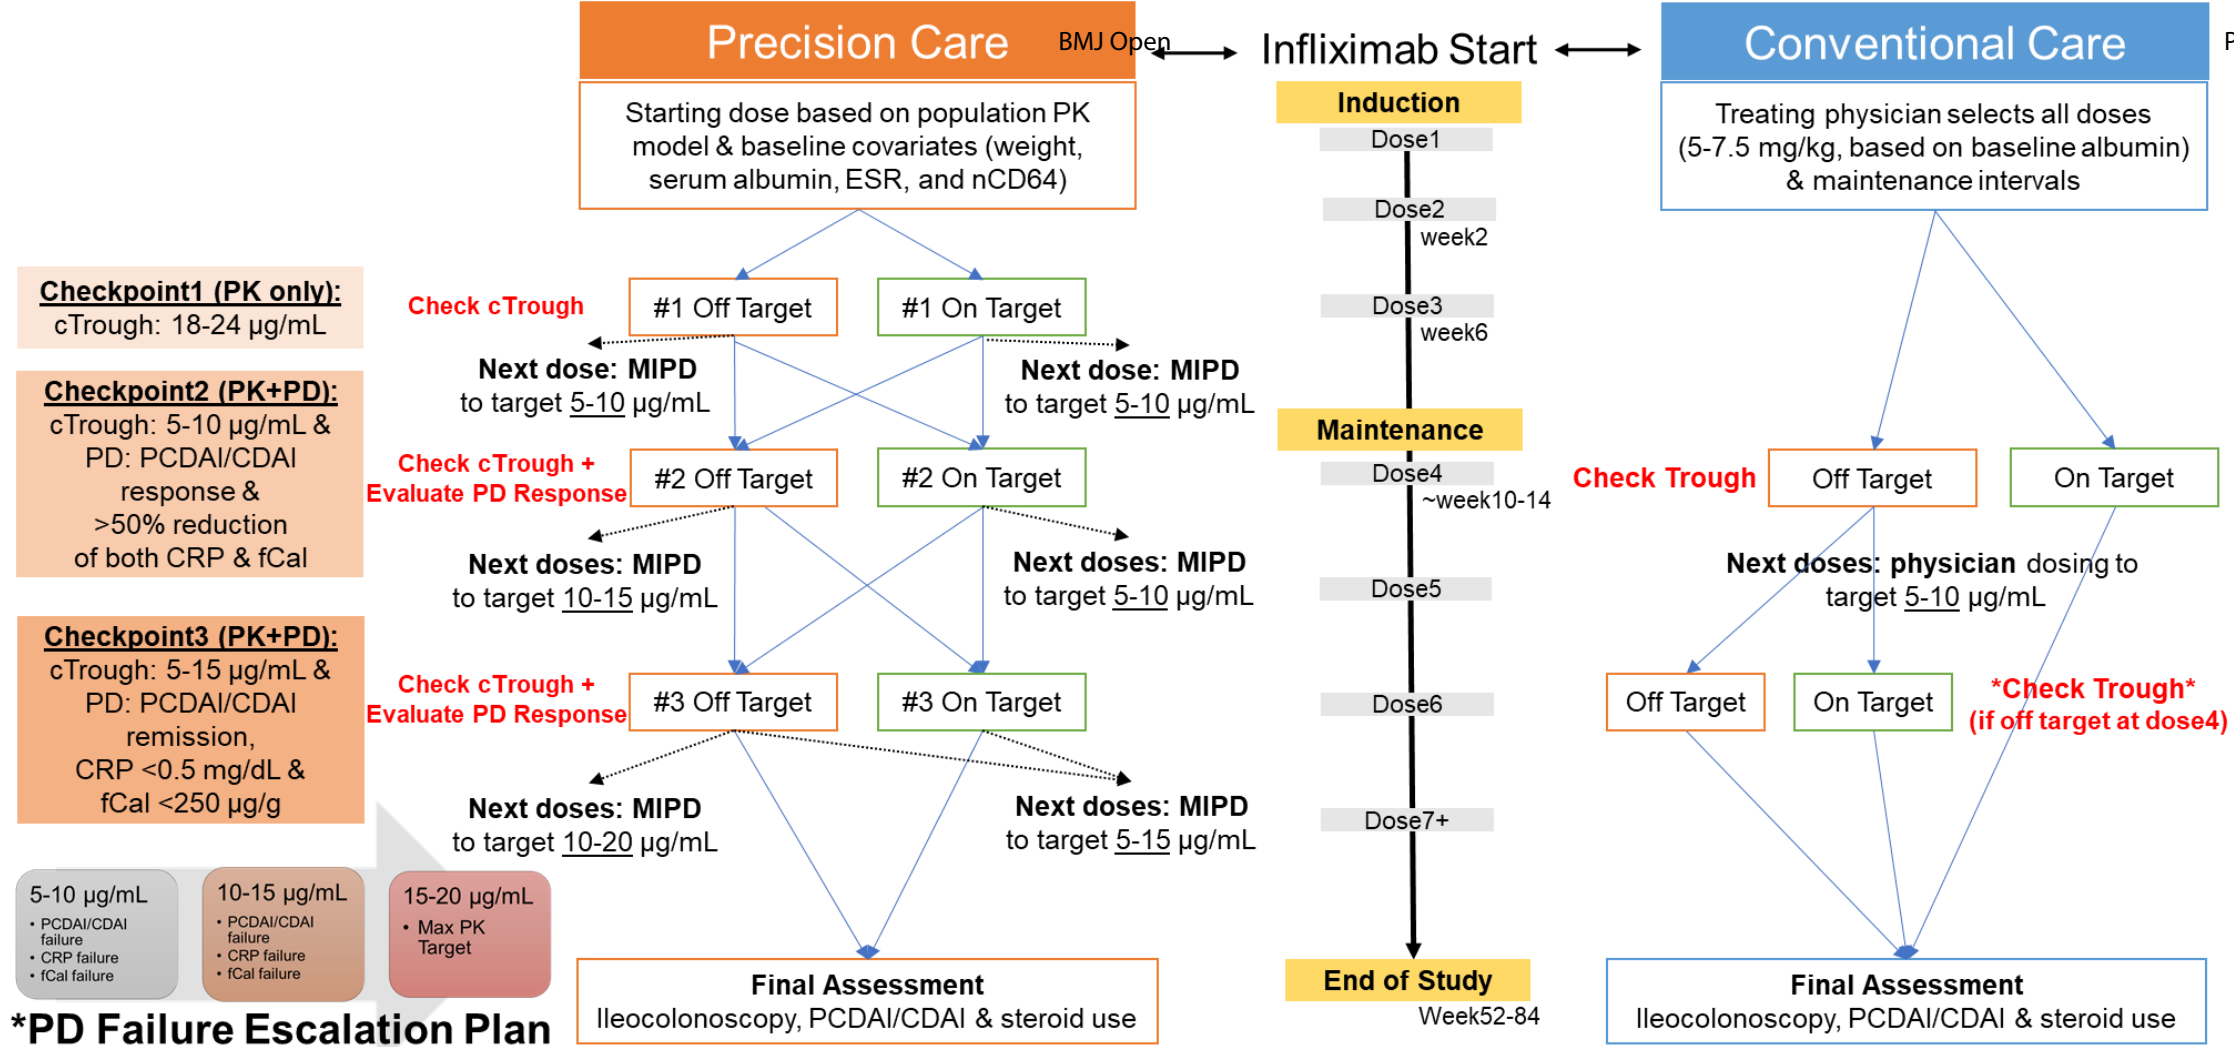 Precision Care
BMJ Open
Infliximab Start
Conventional Care
P
Starting dose based on population PK
model & baseline covariates (weight,
serum albumin, ESR, and nCD64)
Induction
Dose1
Dose2
week2
Dose3
week6
Maintenance
Dose4
~week10-14
Dose5
Dose6
Dose7+
End of Study
Week52-84
Treating physician selects all doses
(5-7.5 mg/kg, based on baseline albumin)
& maintenance intervals
Checkpoint1 (PK only):
cTrough: 18-24 µg/mL
Checkpoint2 (PK+PD):
cTrough: 5-10 µg/mL &
PD: PCDAI/CDAI
response &
>50% reduction
of both CRP & fCal
Checkpoint3 (PK+PD):
cTrough: 5-15 µg/mL &
PD: PCDAI/CDAI
remission,
CRP <0.5 mg/dL &
fCal <250 µg/g
Check cTrough
#1 Off Target
#1 On Target
Next dose: MIPD
to target 5-10 µg/mL
Next dose: MIPD
to target 5-10 µg/mL
Check cTrough +
Evaluate PD Response
#2 Off Target
#2 On Target
Next doses: MIPD
to target 10-15 µg/mL
Next doses: MIPD
to target 5-10 µg/mL
Check cTrough +
Evaluate PD Response
#3 Off Target
#3 On Target
Next doses: MIPD
to target 10-20 µg/mL
Next doses: MIPD
to target 5-15 µg/mL
Check Trough
Off Target
On Target
Next doses: physician dosing to
target 5-10 µg/mL
Off Target
On Target
*Check Trough*
(if off target at dose4)
5-10 µg/mL
• PCDAI/CDAI
failure
• CRP failure
• fCal failure
10-15 µg/mL
• PCDAI/CDAI
failure
• CRP failure
• fCal failure
15-20 µg/mL
• Max PK
Target
*PD Failure Escalation Plan
Final Assessment
Ileocolonoscopy, PCDAI/CDAI & steroid use
Final Assessment
Ileocolonoscopy, PCDAI/CDAI & steroid use